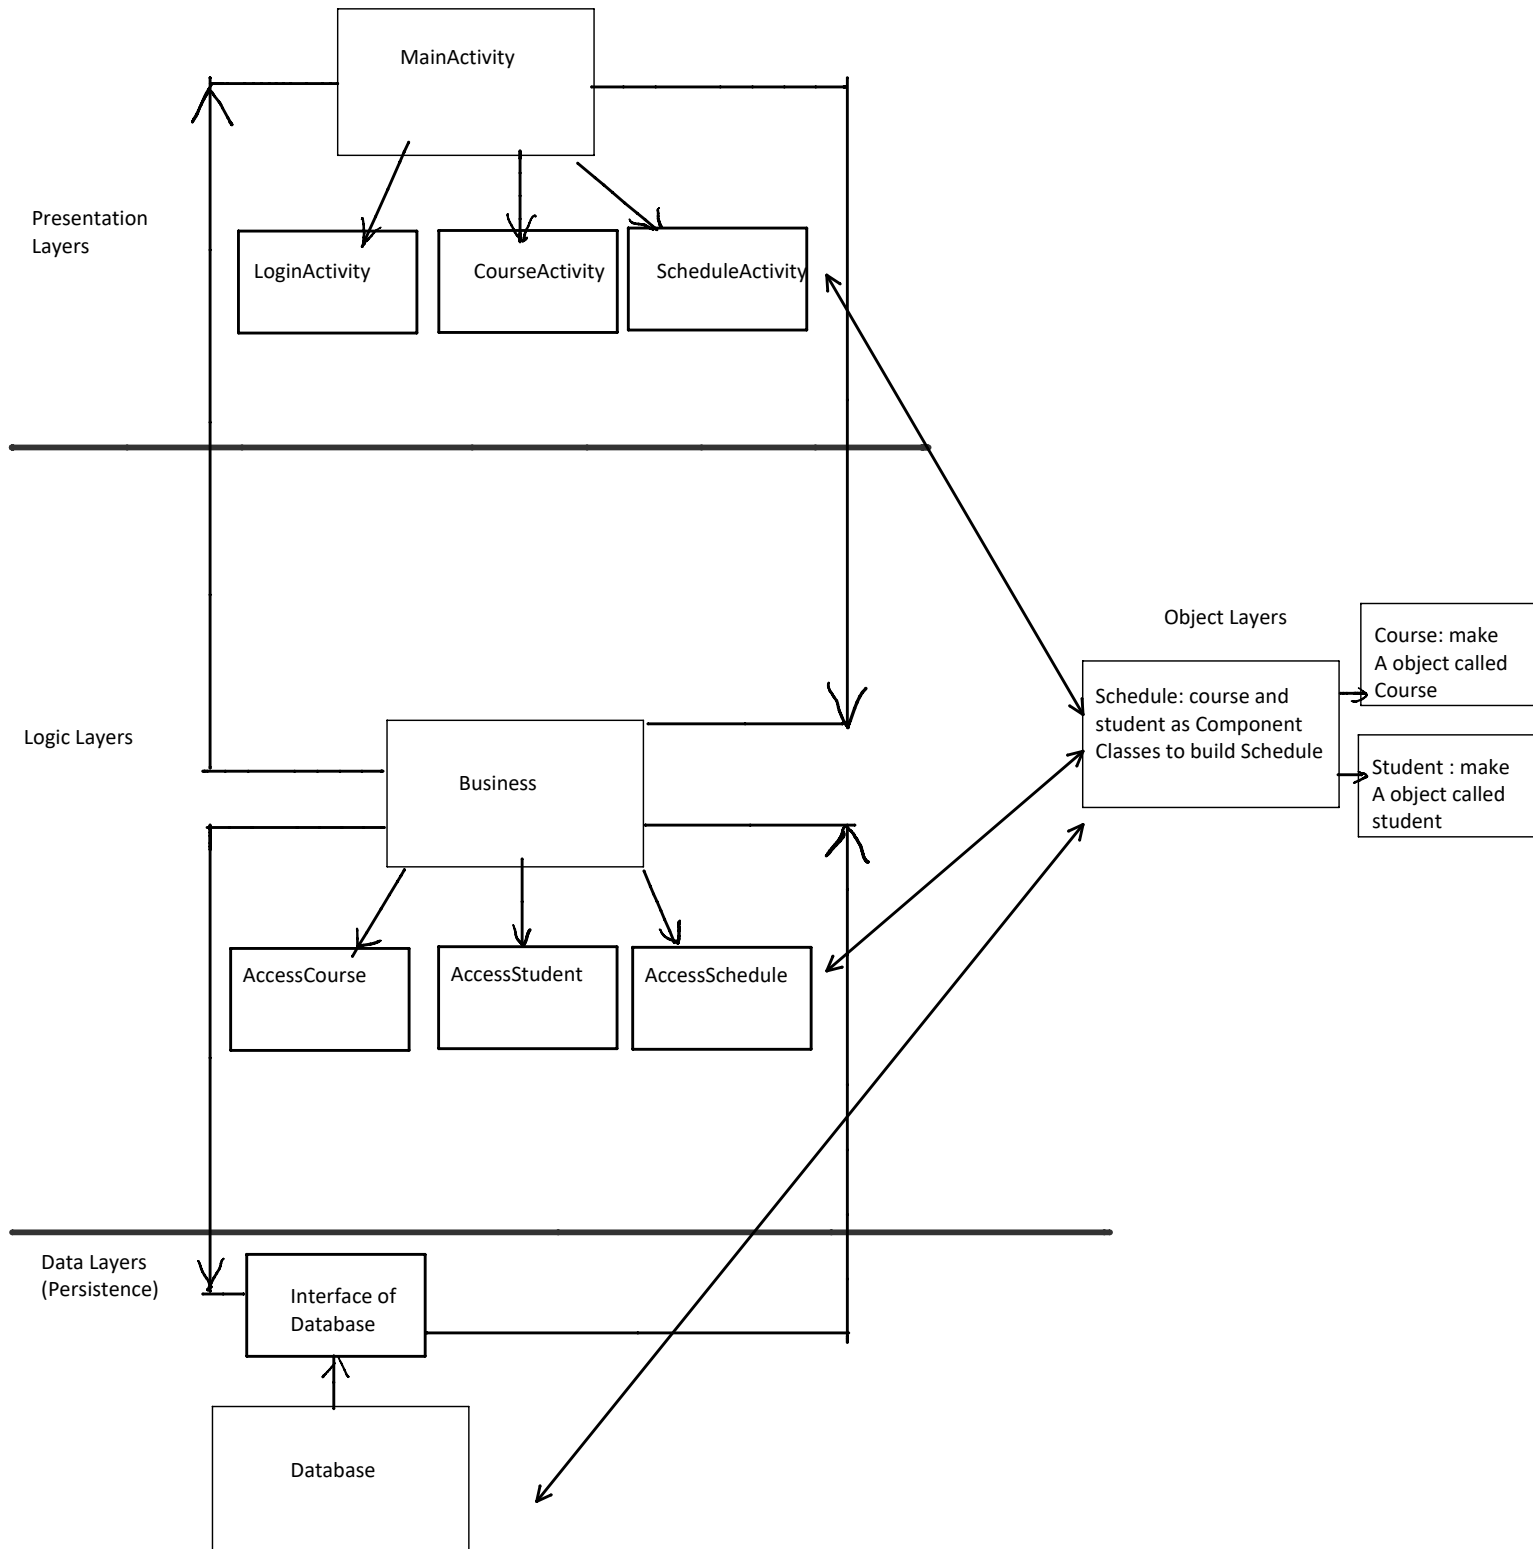 MainActivity
Presentation
Layers
LoginActivity
CourseActivity
ScheduleActivity
Object Layers
Course: make
A object called
Course
Schedule: course and
student as Component
Classes to build Schedule
Student : make
A object called
student
Logic Layers
Business
AccessCourse
AccessStudent
AccessSchedule
Data Layers
(Persistence)
Interface of
Database
Database